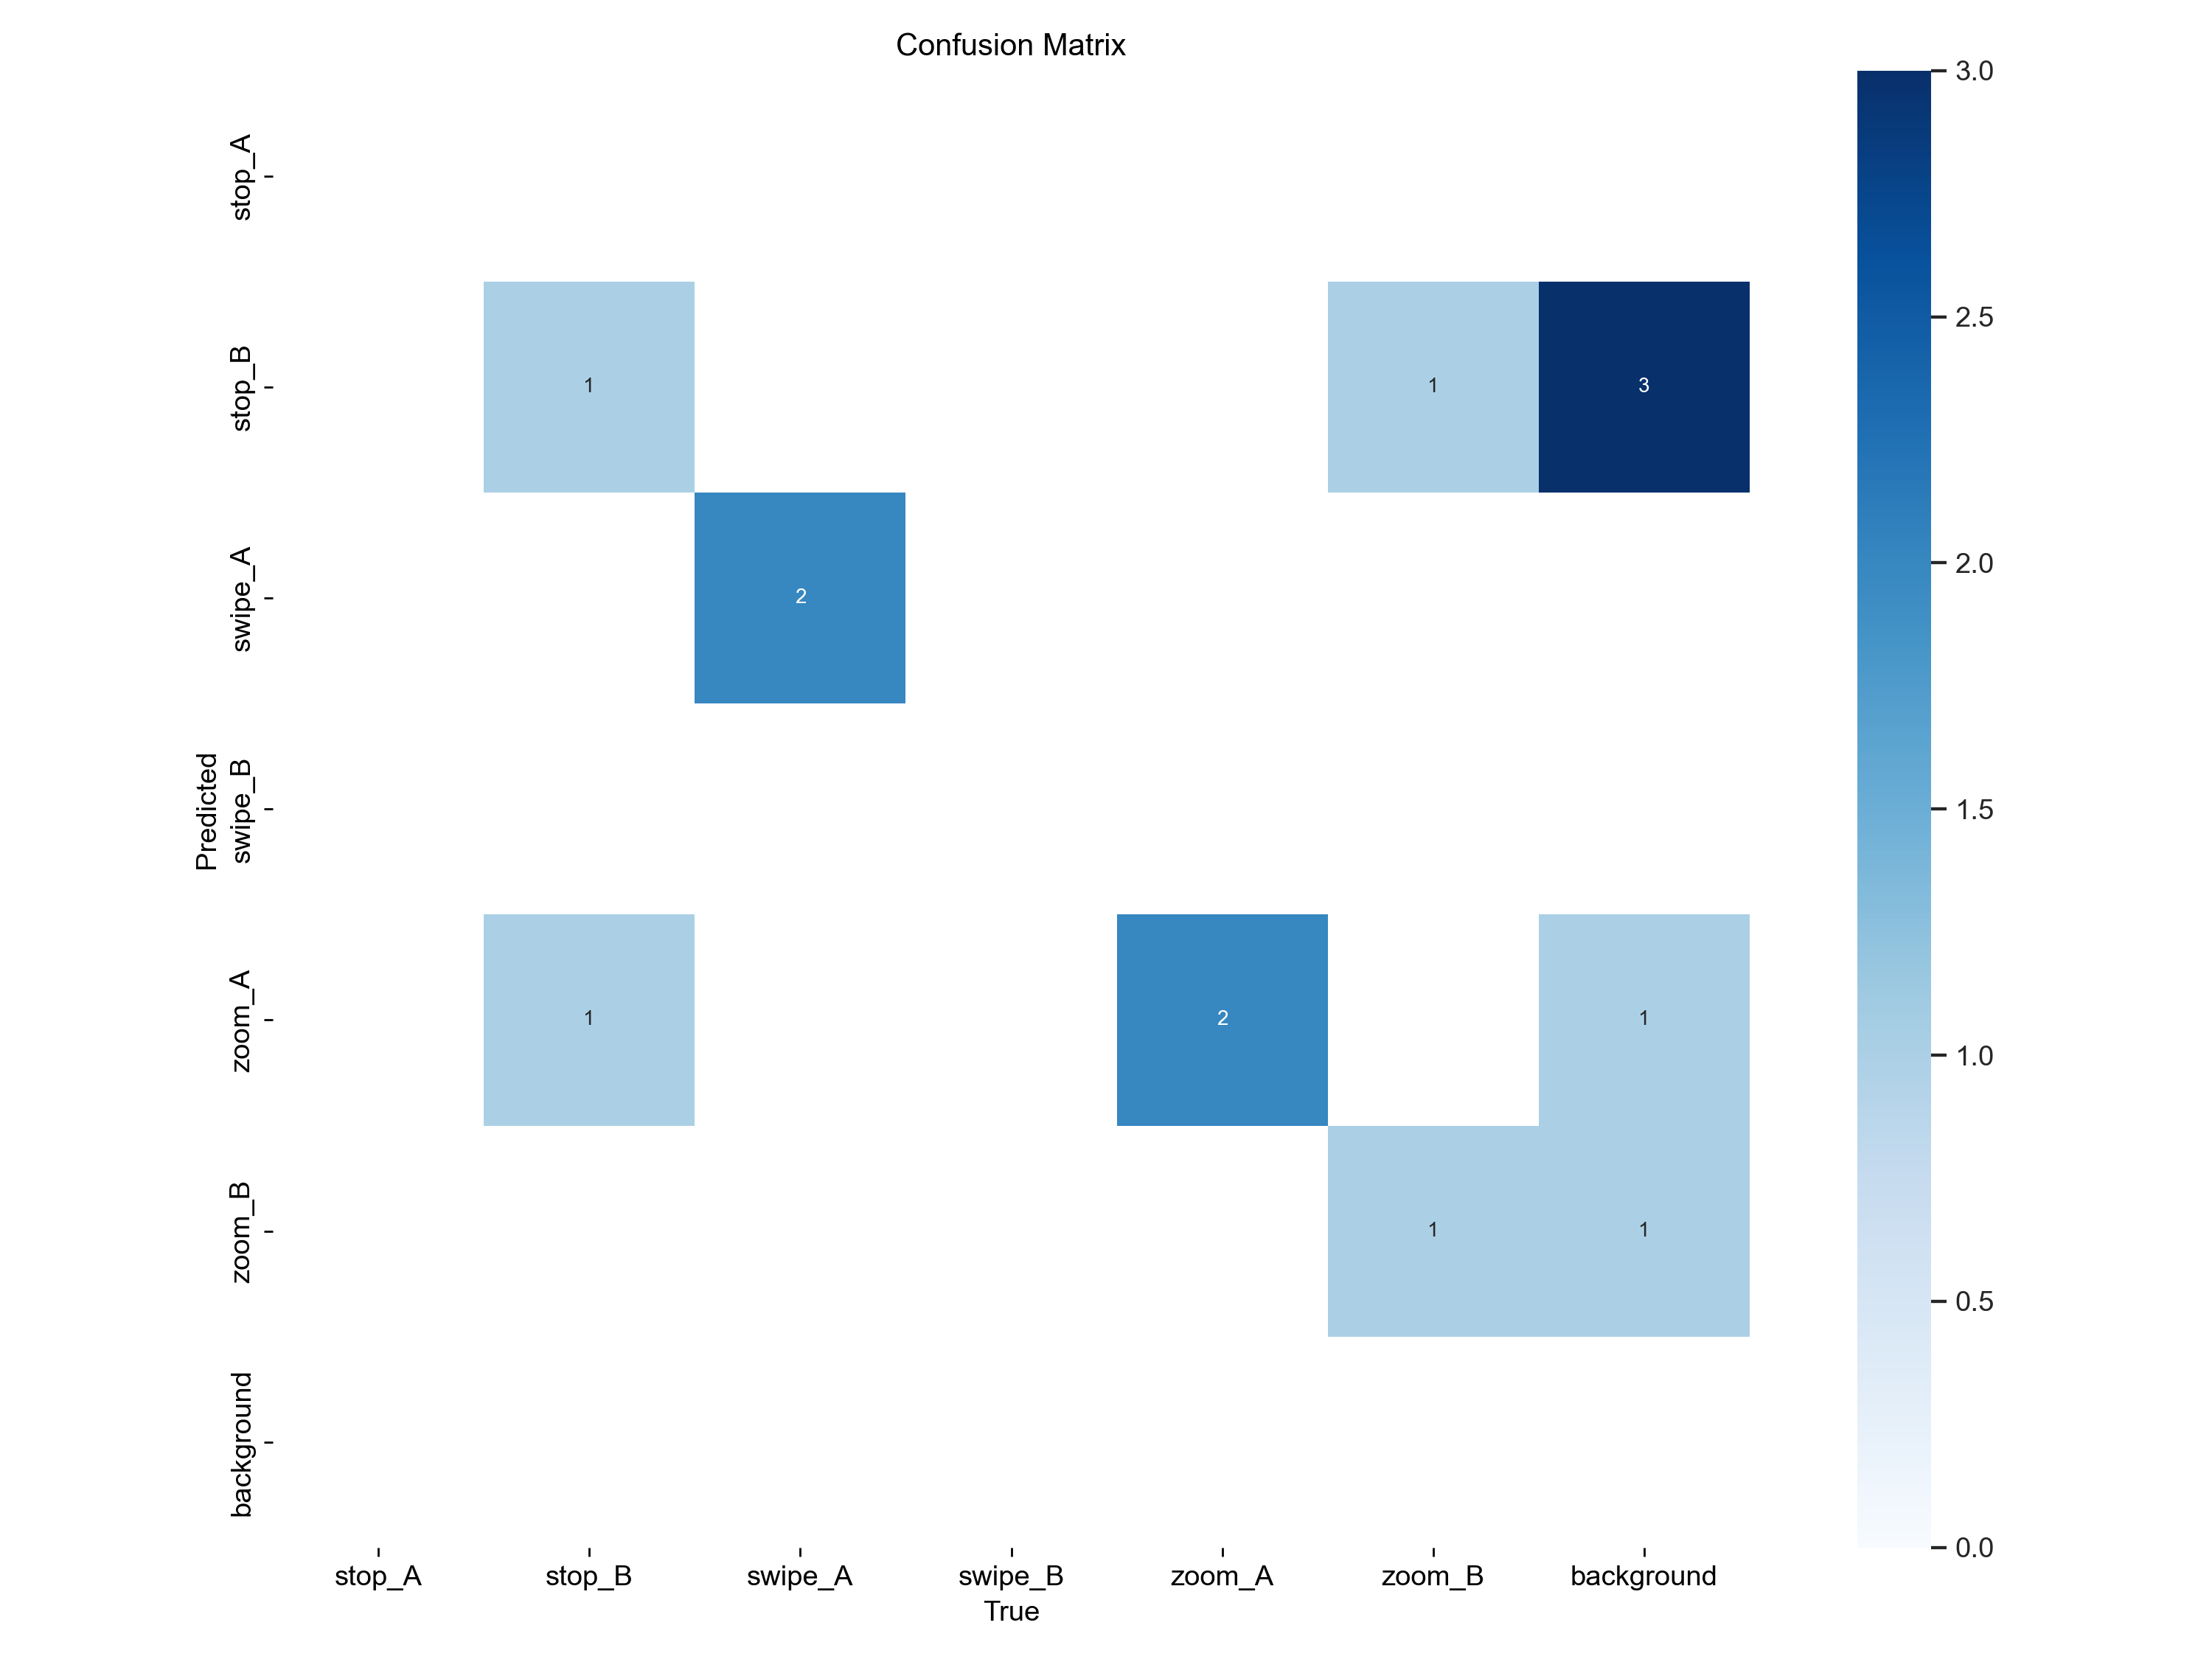 Confusion Matrix
stop_A
stop_B
swipe_A
swipe_B
zoom_A
zoom_B
background
Predicted
1
1
3
2
1
2
1
1
1
stop_A
stop_B
swipe_A
swipe_B
zoom_A
zoom_B
background
True
3.0
2.5
2.0
1.5
1.0
0.5
0.0